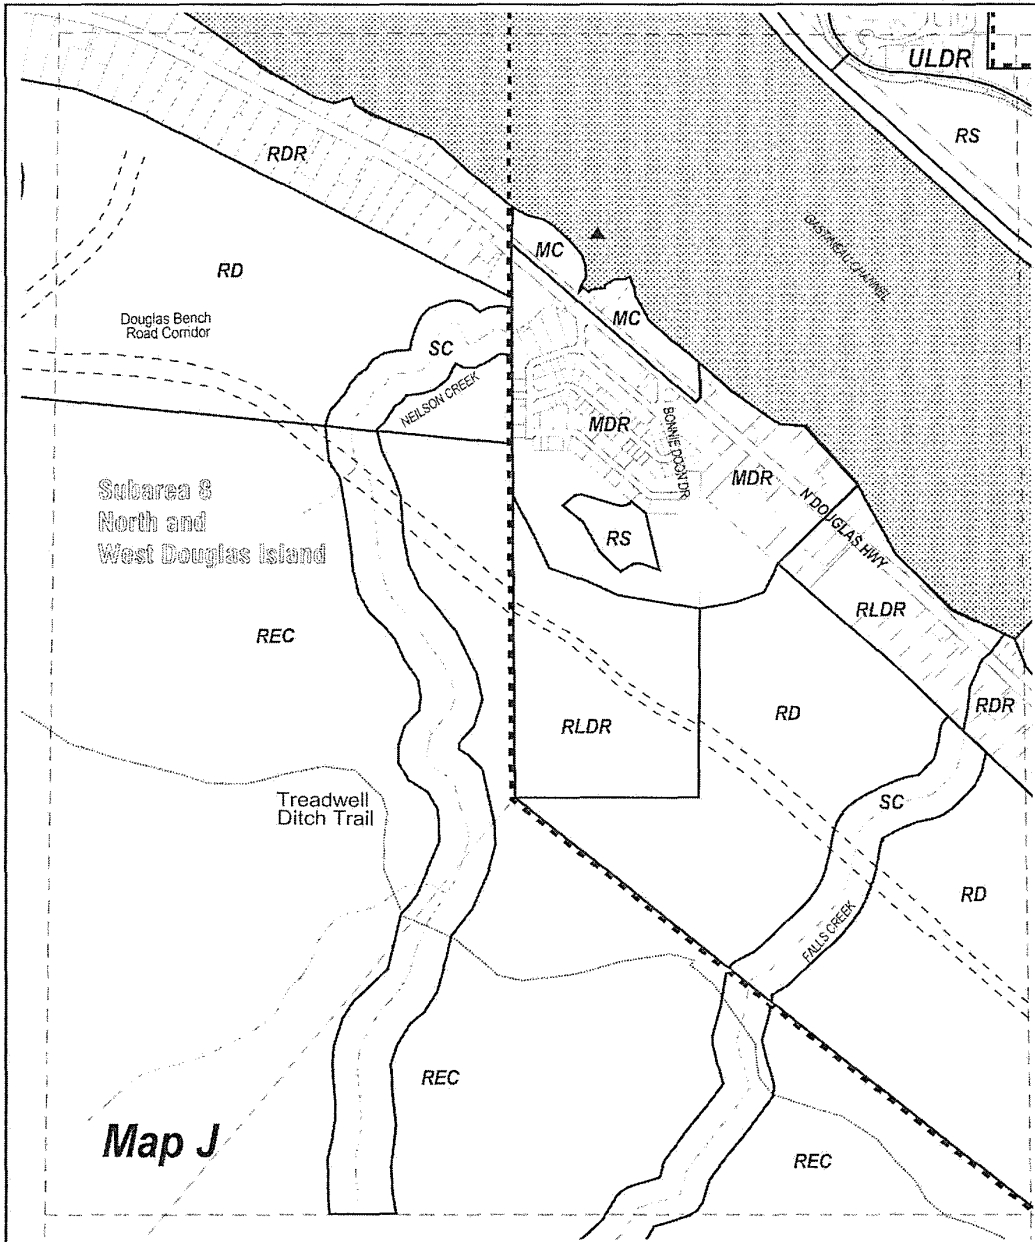 ULDR
RS
RDR
MC
GASTINEAU CHANNEL
RD
MC
Douglas Bench
Road Corridor
SC
NEILSON CREEK
MDR
BONNIE DOON DR
MDR
Subarea 8
North and
West Douglas Island
N DOUGLAS HWY
RS
RLDR
REC
RDR
RD
RLDR
Treadwell
Ditch Trail
SC
RD
FALLS CREEK
REC
Map J
REC